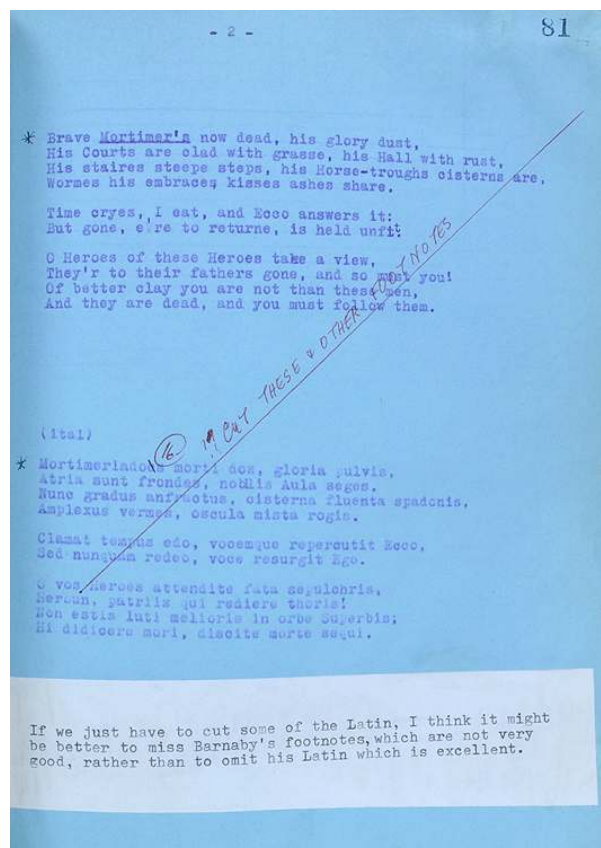 - 2 -
81
* Brave Mortimer's now dead, his glory dust,
His Courts are clad with grasse, his Hall with rust,
His staires steepe steps, his Horse-troughs cisterns are,
Wormes his embraces, kisses ashes share.
Time cryes, I eat, and Ecco answers it:
But gone, e're to returne, is held unfit:
O Heroes of these Heroes take a view,
They'r to their fathers gone, and so must you!
Of better clay you are not than these men,
And they are dead, and you must follow them.
16 ?! CUT THESE & OTHER FOOTNOTES
(ital)
* Mortimeriados morti dos, gloria pulvis,
Atria sunt frondes, nobilis Aula seges.
Nunc gradus anfractus, cisterna fluenta spadonis,
Amplexus vermes, oscula mista rogis.
Clamat tempus edo, vocemque repercutit Ecco,
Sed nunquam redeo, voce resurgit Ego.
O vos Heroes attendite fata sepulchris,
Heroun, patriis qui rediere thoris!
Non estis luti melioris in orbe Superbis;
Hi didicere mori, discite morte sequi.
If we just have to cut some of the Latin, I think it might
be better to miss Barnaby's footnotes, which are not very
good, rather than to omit his Latin which is excellent.